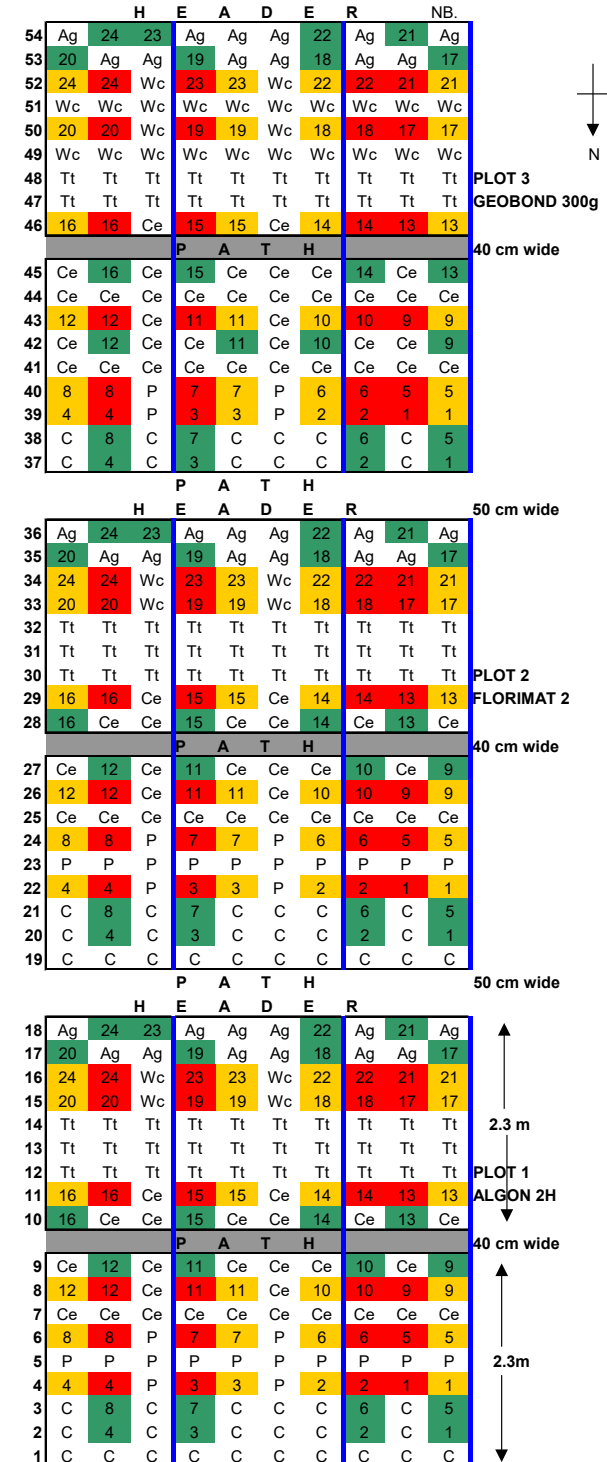 H E A D E R NB.
54 Ag 24 23 Ag Ag Ag 22 Ag 21 Ag
53 20 Ag Ag 19 Ag Ag 18 Ag Ag 17
52 24 24 Wc 23 23 Wc 22 22 21 21
51 Wc Wc Wc Wc Wc Wc Wc Wc Wc Wc
50 20 20 Wc 19 19 Wc 18 18 17 17
49 Wc Wc Wc Wc Wc Wc Wc Wc Wc Wc N
48 Tt Tt Tt Tt Tt Tt Tt Tt Tt Tt PLOT 3
47 Tt Tt Tt Tt Tt Tt Tt Tt Tt Tt GEOBOND 300g
46 16 16 Ce 15 15 Ce 14 14 13 13
P A T H 40 cm wide
45 Ce 16 Ce 15 Ce Ce Ce 14 Ce 13
44 Ce Ce Ce Ce Ce Ce Ce Ce Ce Ce
43 12 12 Ce 11 11 Ce 10 10 9 9
42 Ce 12 Ce Ce 11 Ce 10 Ce Ce 9
41 Ce Ce Ce Ce Ce Ce Ce Ce Ce Ce
40 8 8 P 7 7 P 6 6 5 5
39 4 4 P 3 3 P 2 2 1 1
38 C 8 C 7 C C C 6 C 5
37 C 4 C 3 C C C 2 C 1
P A T H
H E A D E R 50 cm wide
36 Ag 24 23 Ag Ag Ag 22 Ag 21 Ag
35 20 Ag Ag 19 Ag Ag 18 Ag Ag 17
34 24 24 Wc 23 23 Wc 22 22 21 21
33 20 20 Wc 19 19 Wc 18 18 17 17
32 Tt Tt Tt Tt Tt Tt Tt Tt Tt Tt
31 Tt Tt Tt Tt Tt Tt Tt Tt Tt Tt
30 Tt Tt Tt Tt Tt Tt Tt Tt Tt Tt PLOT 2
29 16 16 Ce 15 15 Ce 14 14 13 13 FLORIMAT 2
28 16 Ce Ce 15 Ce Ce 14 Ce 13 Ce
P A T H 40 cm wide
27 Ce 12 Ce 11 Ce Ce Ce 10 Ce 9
26 12 12 Ce 11 11 Ce 10 10 9 9
25 Ce Ce Ce Ce Ce Ce Ce Ce Ce Ce
24 8 8 P 7 7 P 6 6 5 5
23 P P P P P P P P P P
22 4 4 P 3 3 P 2 2 1 1
21 C 8 C 7 C C C 6 C 5
20 C 4 C 3 C C C 2 C 1
19 C C C C C C C C C C
P A T H 50 cm wide
H E A D E R
18 Ag 24 23 Ag Ag Ag 22 Ag 21 Ag
17 20 Ag Ag 19 Ag Ag 18 Ag Ag 17
16 24 24 Wc 23 23 Wc 22 22 21 21
15 20 20 Wc 19 19 Wc 18 18 17 17
14 Tt Tt Tt Tt Tt Tt Tt Tt Tt Tt 2.3 m
13 Tt Tt Tt Tt Tt Tt Tt Tt Tt Tt
12 Tt Tt Tt Tt Tt Tt Tt Tt Tt Tt PLOT 1
11 16 16 Ce 15 15 Ce 14 14 13 13 ALGON 2H
10 16 Ce Ce 15 Ce Ce 14 Ce 13 Ce
P A T H 40 cm wide
9 Ce 12 Ce 11 Ce Ce Ce 10 Ce 9
8 12 12 Ce 11 11 Ce 10 10 9 9
7 Ce Ce Ce Ce Ce Ce Ce Ce Ce Ce
6 8 8 P 7 7 P 6 6 5 5
5 P P P P P P P P P P 2.3m
4 4 4 P 3 3 P 2 2 1 1
3 C 8 C 7 C C C 6 C 5
2 C 4 C 3 C C C 2 C 1
1 C C C C C C C C C C